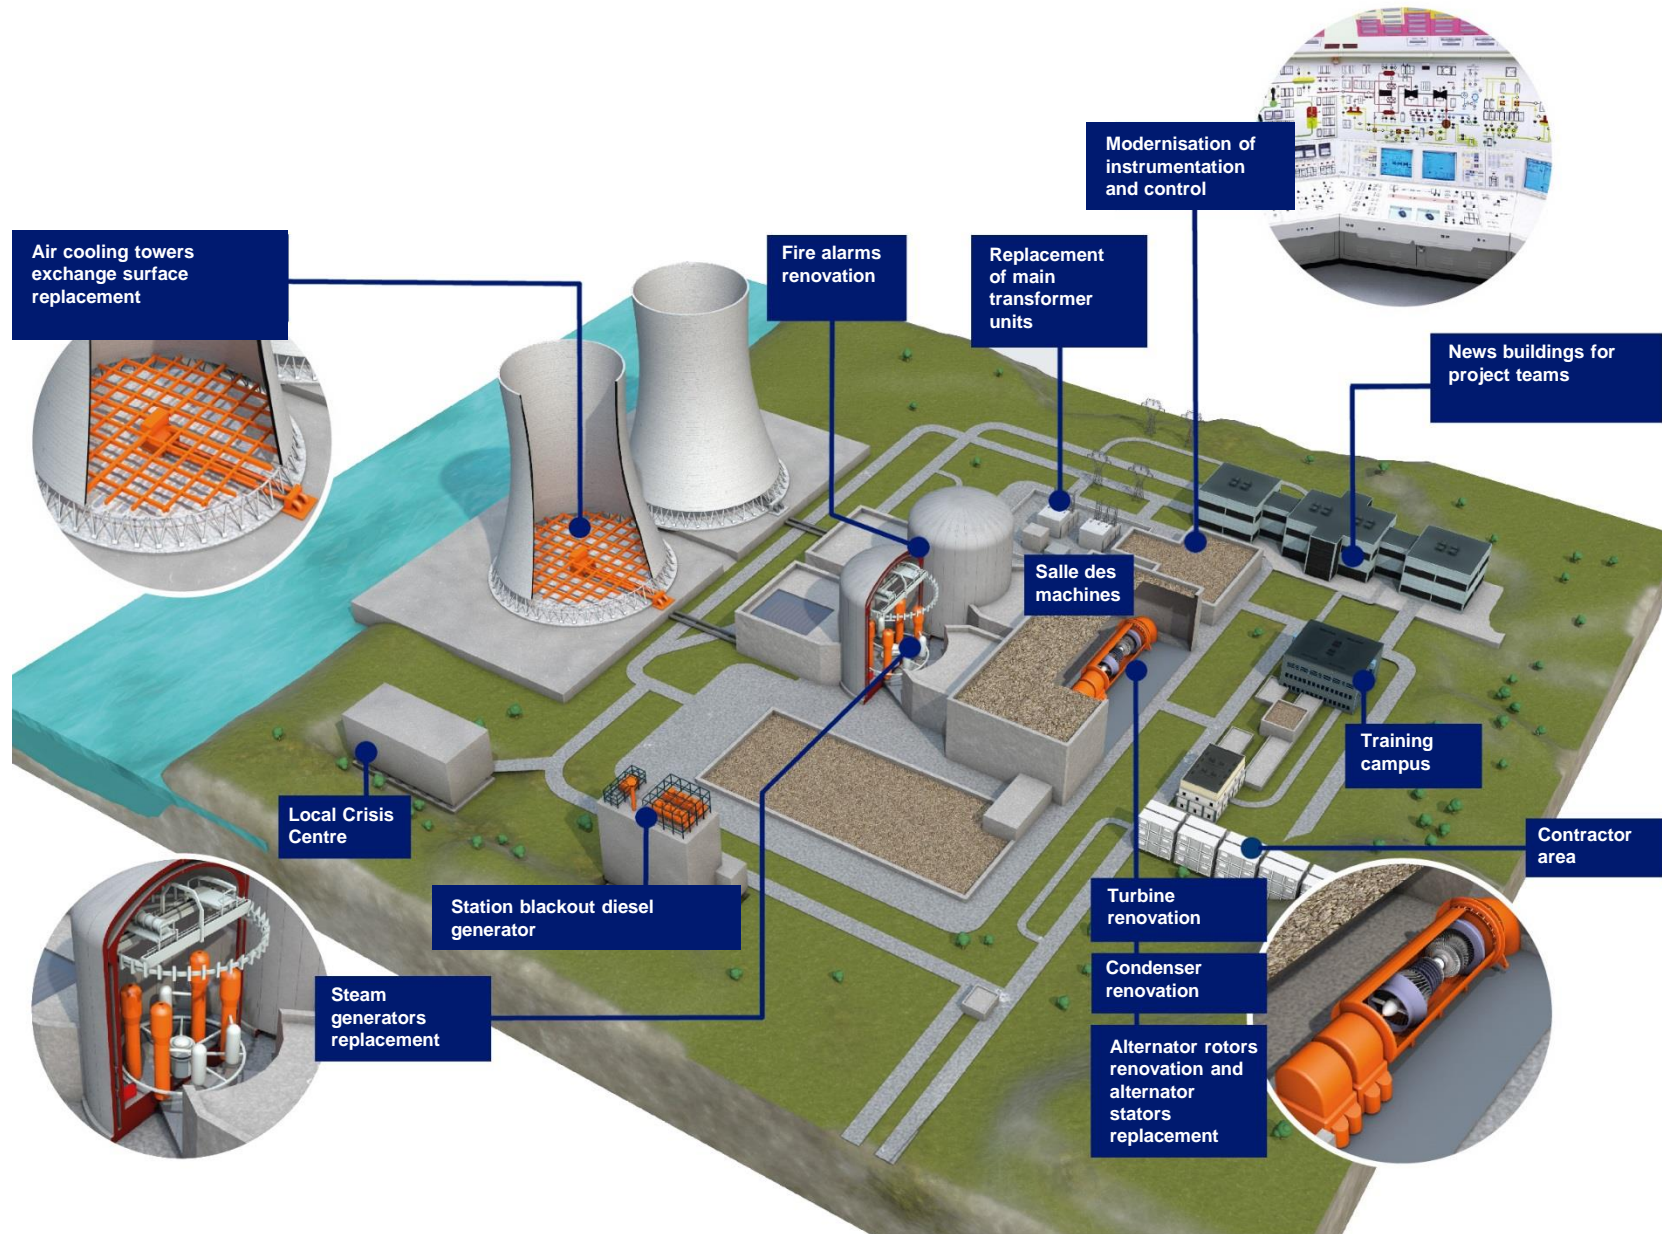 Modernisation of
instrumentation
and control
Air cooling towers
exchange surface
replacement
Fire alarms
renovation
Replacement
of main
transformer
units
News buildings for
project teams
Salle des
machines
Training
campus
Local Crisis
Centre
Contractor
area
Station blackout diesel
generator
Turbine
renovation
Condenser
renovation
Steam
generators
replacement
Alternator rotors
renovation and
alternator
stators
replacement